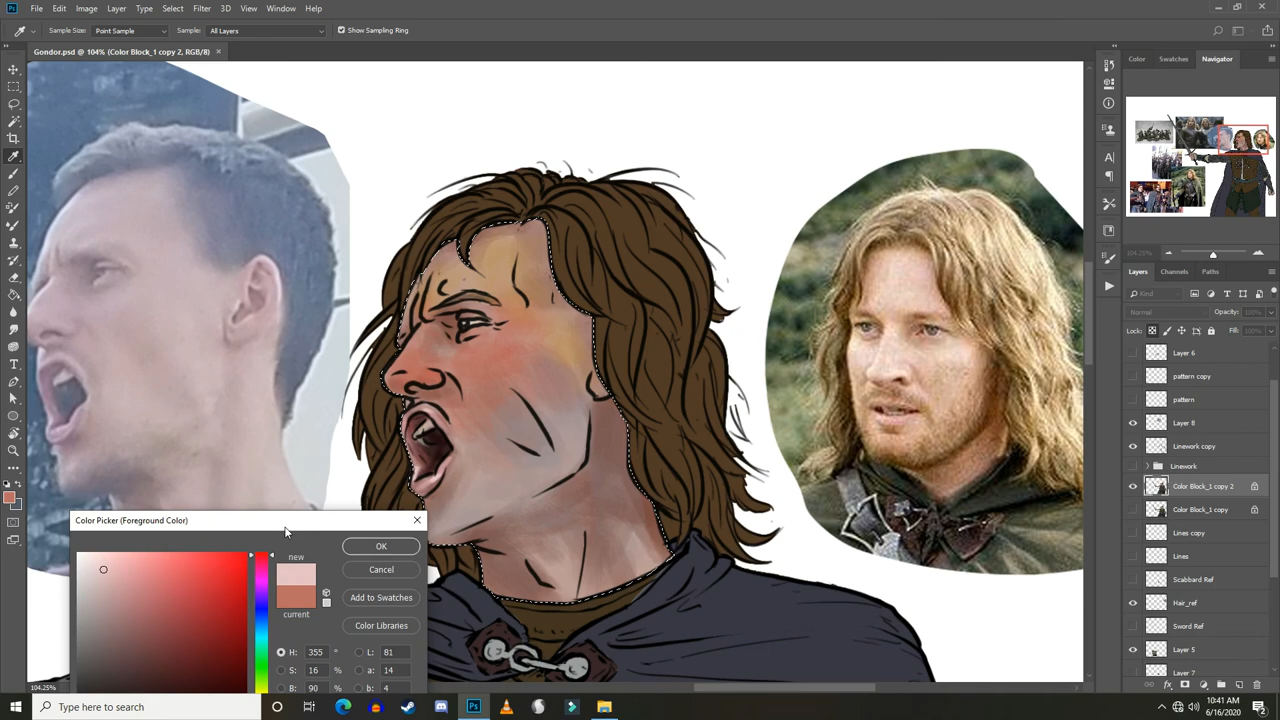 File Edit Image Layer Type Select Filter 3D View Window Help
Sample Size: Point Sample Sample: All Layers Show Sampling Ring
Gondor.psd @ 104% (Color Block_1 copy 2, RGB/8) ×
Color Swatches Navigator
104.25%
Layers Channels Paths
Kind
Normal Opacity: 100%
Lock: Fill: 100%
Layer 6
pattern copy
pattern
Layer 8
Linework copy
Linework
Color Block_1 copy 2
Color Block_1 copy
Lines copy
Lines
Scabbard Ref
Hair_ref
Sword Ref
Layer 5
Layer 7
Color Picker (Foreground Color)
new
current
OK
Cancel
Add to Swatches
Color Libraries
H: 355 ° L: 81
S: 16 % a: 14
B: 90 % b: 4
104.25%
Type here to search
10:41 AM
6/16/2020